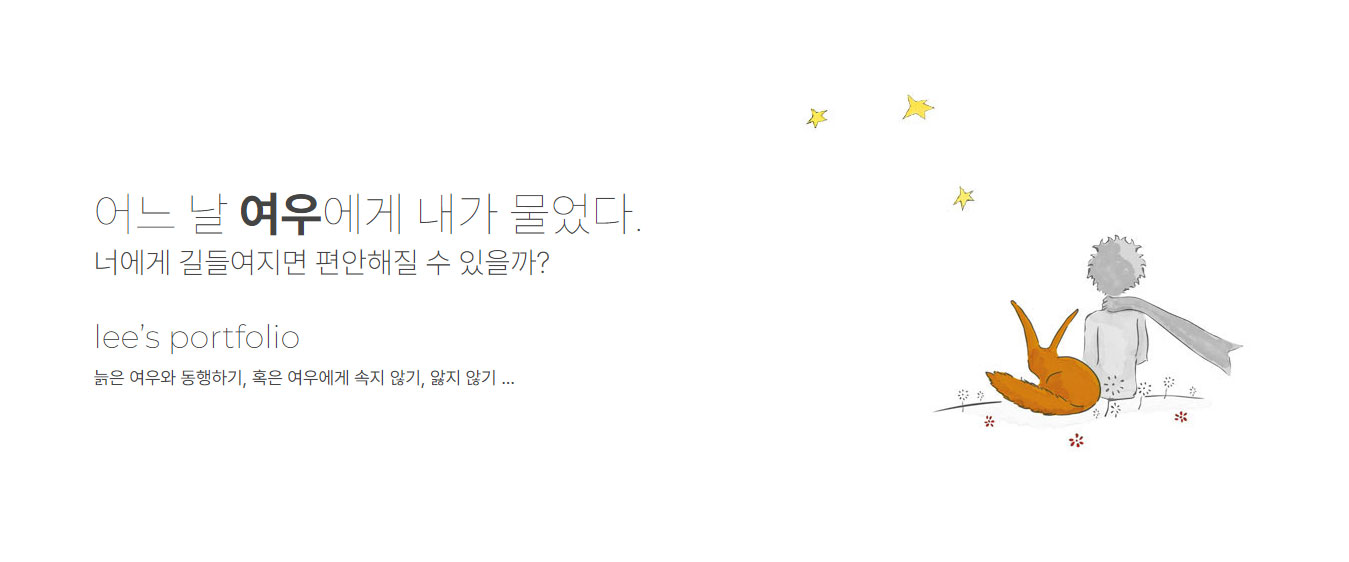 어느 날 여우에게 내가 물었다.
너에게 길들여지면 편안해질 수 있을까?
lee’s portfolio
늙은 여우와 동행하기, 혹은 여우에게 속지 않기, 앓지 않기 ...